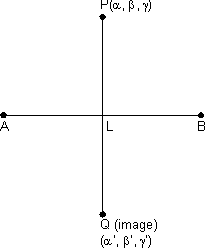 P(α, β, γ)
A
L
B
Q (image)
(α', β', γ')